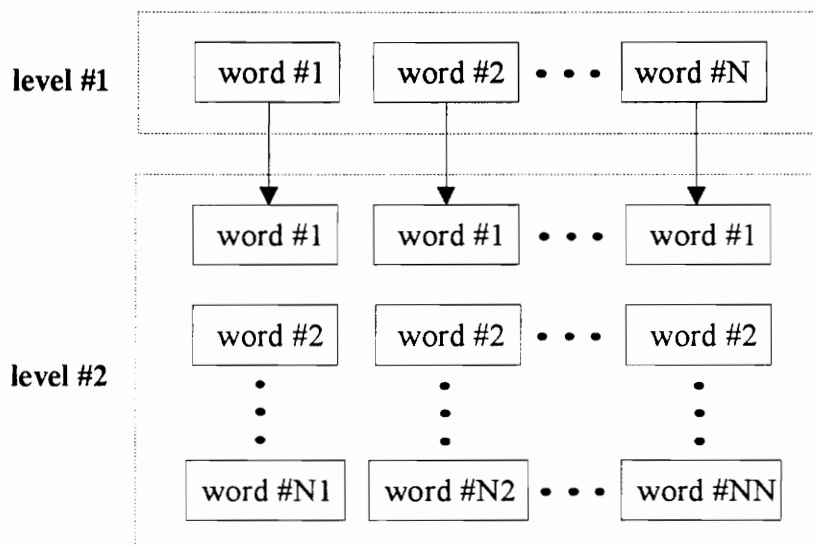 level #1
word #1 word #2 • • • word #N
word #1 word #1 • • • word #1
word #2 word #2 • • • word #2
level #2
word #N1 word #N2 • • • word #NN